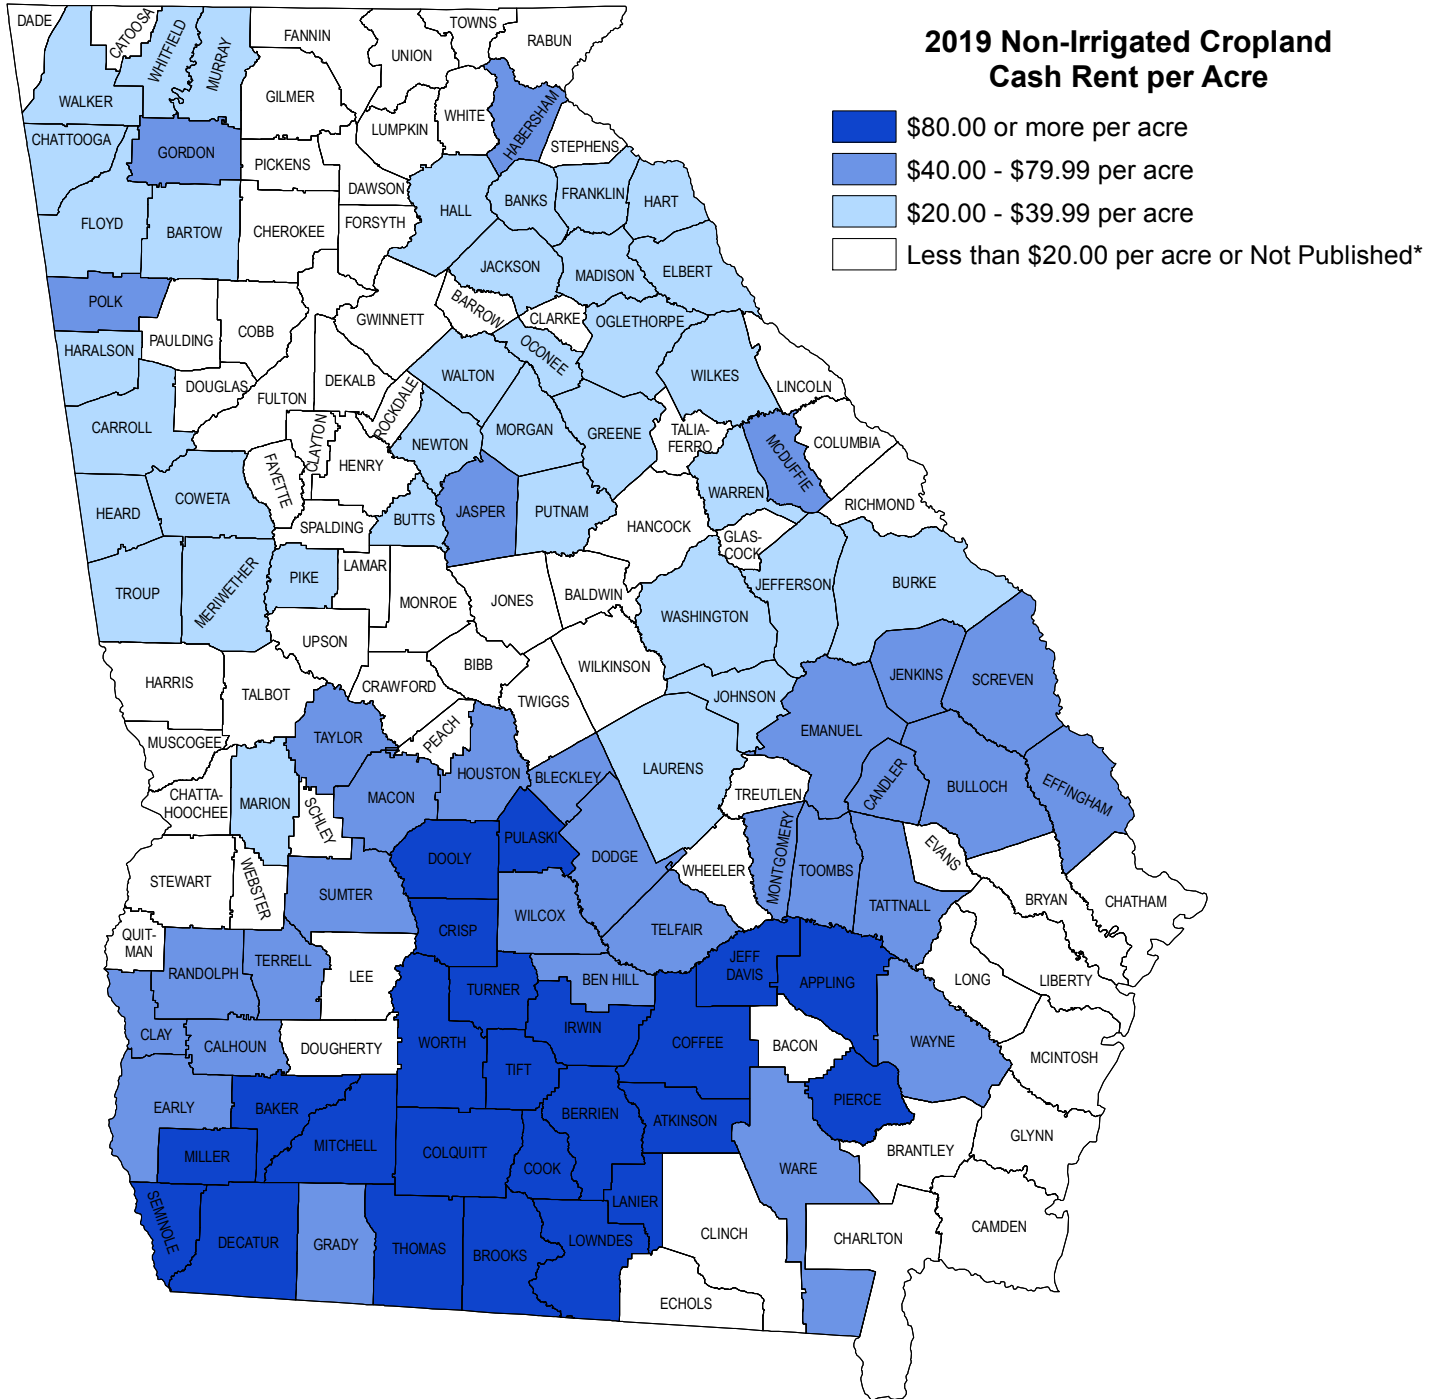 2019 Non-Irrigated Cropland
Cash Rent per Acre
$80.00 or more per acre
$40.00 - $79.99 per acre
$20.00 - $39.99 per acre
Less than $20.00 per acre or Not Published*
DADE
CATOOSA
WHITFIELD
MURRAY
FANNIN
UNION
TOWNS
RABUN
WALKER
GILMER
LUMPKIN
WHITE
HABERSHAM
STEPHENS
CHATTOOGA
GORDON
PICKENS
DAWSON
HALL
BANKS
FRANKLIN
HART
FLOYD
BARTOW
CHEROKEE
FORSYTH
JACKSON
MADISON
ELBERT
POLK
PAULDING
COBB
GWINNETT
BARROW
CLARKE
OGLETHORPE
HARALSON
DOUGLAS
FULTON
DEKALB
ROCKDALE
WALTON
OCONEE
WILKES
LINCOLN
CARROLL
CLAYTON
FAYETTE
HENRY
NEWTON
MORGAN
GREENE
TALIA-
FERRO
MCDUFFIE
COLUMBIA
HEARD
COWETA
SPALDING
BUTTS
JASPER
PUTNAM
HANCOCK
WARREN
GLAS-
COCK
RICHMOND
TROUP
MERIWETHER
PIKE
LAMAR
MONROE
JONES
BALDWIN
WASHINGTON
JEFFERSON
BURKE
HARRIS
TALBOT
UPSON
CRAWFORD
BIBB
TWIGGS
WILKINSON
JOHNSON
JENKINS
SCREVEN
MUSCOGEE
TAYLOR
PEACH
HOUSTON
BLECKLEY
LAURENS
TREUTLEN
EMANUEL
CANDLER
BULLOCH
EFFINGHAM
CHATTA-
HOOCHEE
MARION
SCHLEY
MACON
DOOLY
PULASKI
DODGE
WHEELER
MONTGOMERY
TOOMBS
TATTNALL
EVANS
BRYAN
CHATHAM
STEWART
WEBSTER
SUMTER
CRISP
WILCOX
TELFAIR
JEFF
DAVIS
APPLING
LONG
LIBERTY
QUIT-
MAN
RANDOLPH
TERRELL
LEE
TURNER
BEN HILL
CLAY
CALHOUN
DOUGHERTY
WORTH
TIFT
IRWIN
COFFEE
BACON
WAYNE
MCINTOSH
EARLY
BAKER
MILLER
MITCHELL
COLQUITT
COOK
BERRIEN
ATKINSON
PIERCE
WARE
BRANTLEY
GLYNN
SEMINOLE
DECATUR
GRADY
THOMAS
BROOKS
LOWNDES
LANIER
CLINCH
ECHOLS
CHARLTON
CAMDEN